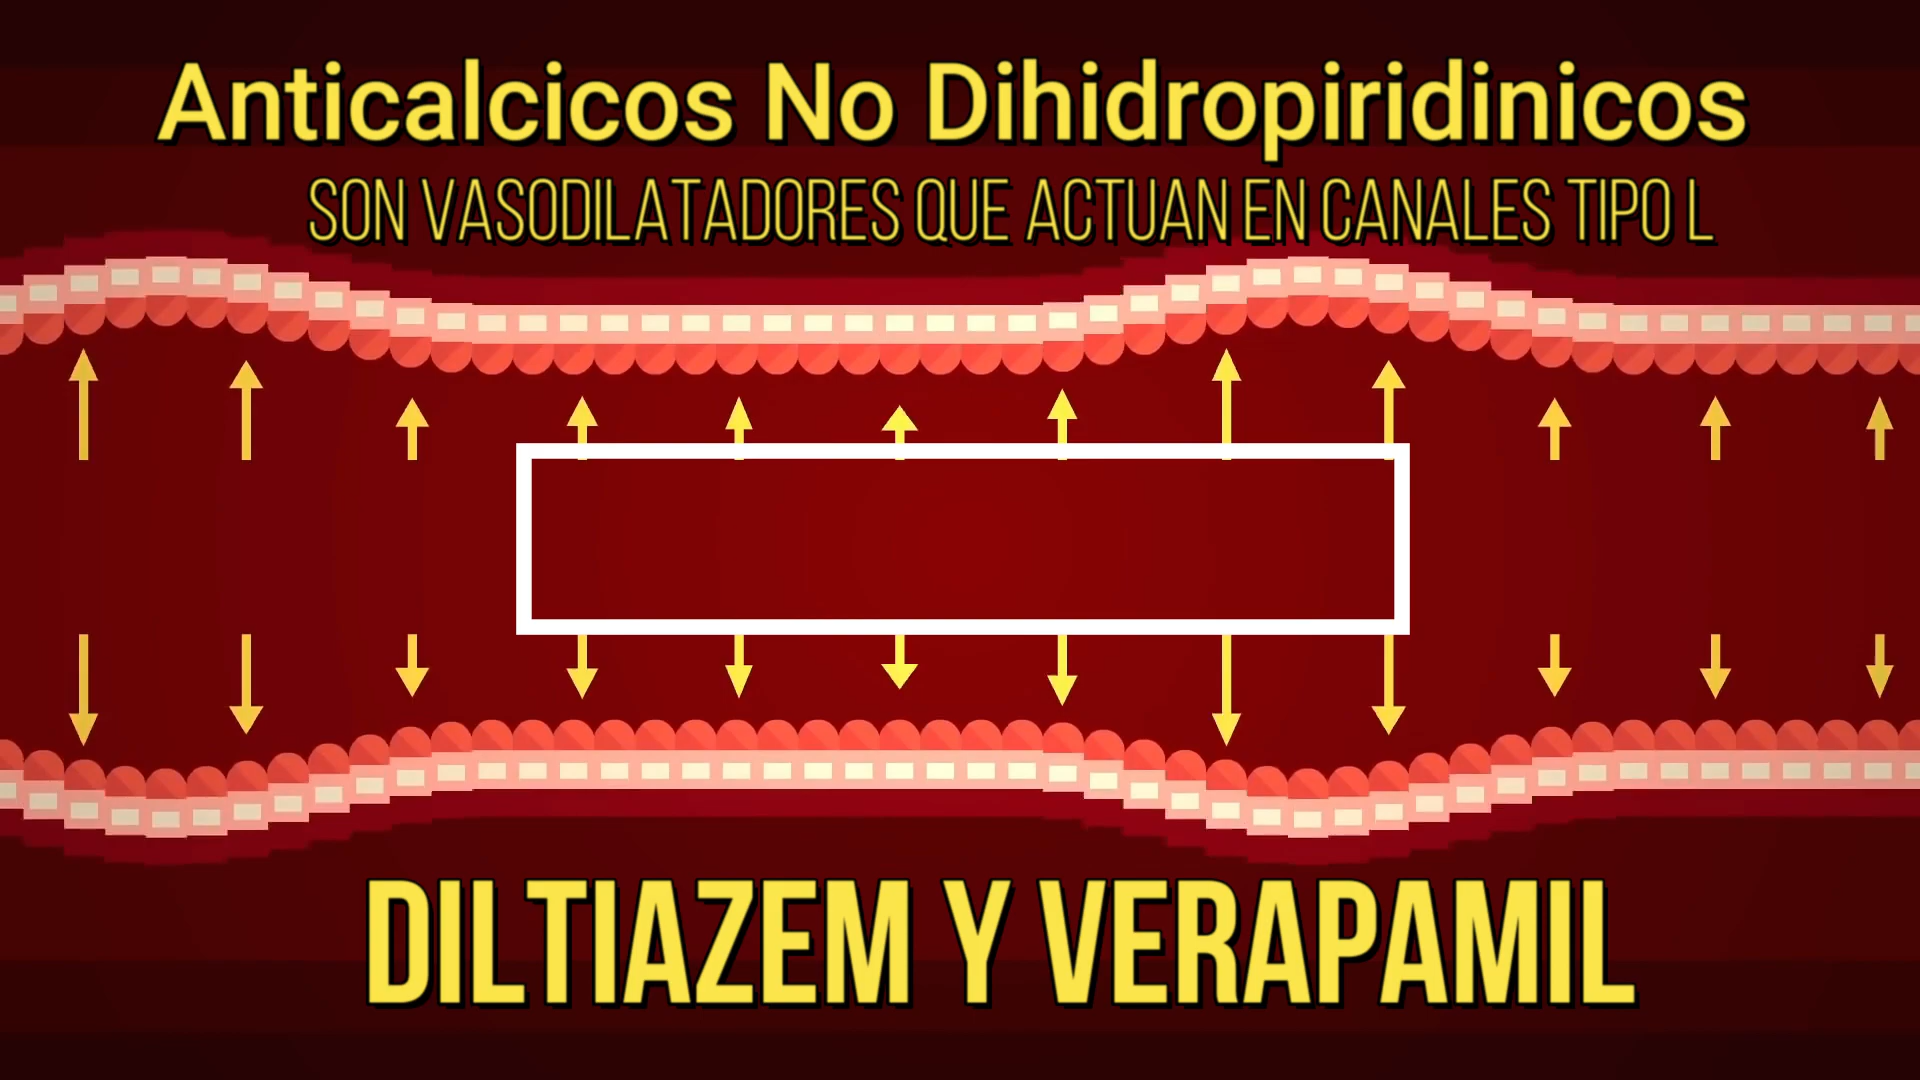 Anticalcicos No Dihidropiridinicos
SON VASODILATADORES QUE ACTUAN EN CANALES TIPO L
DILTIAZEM Y VERAPAMIL